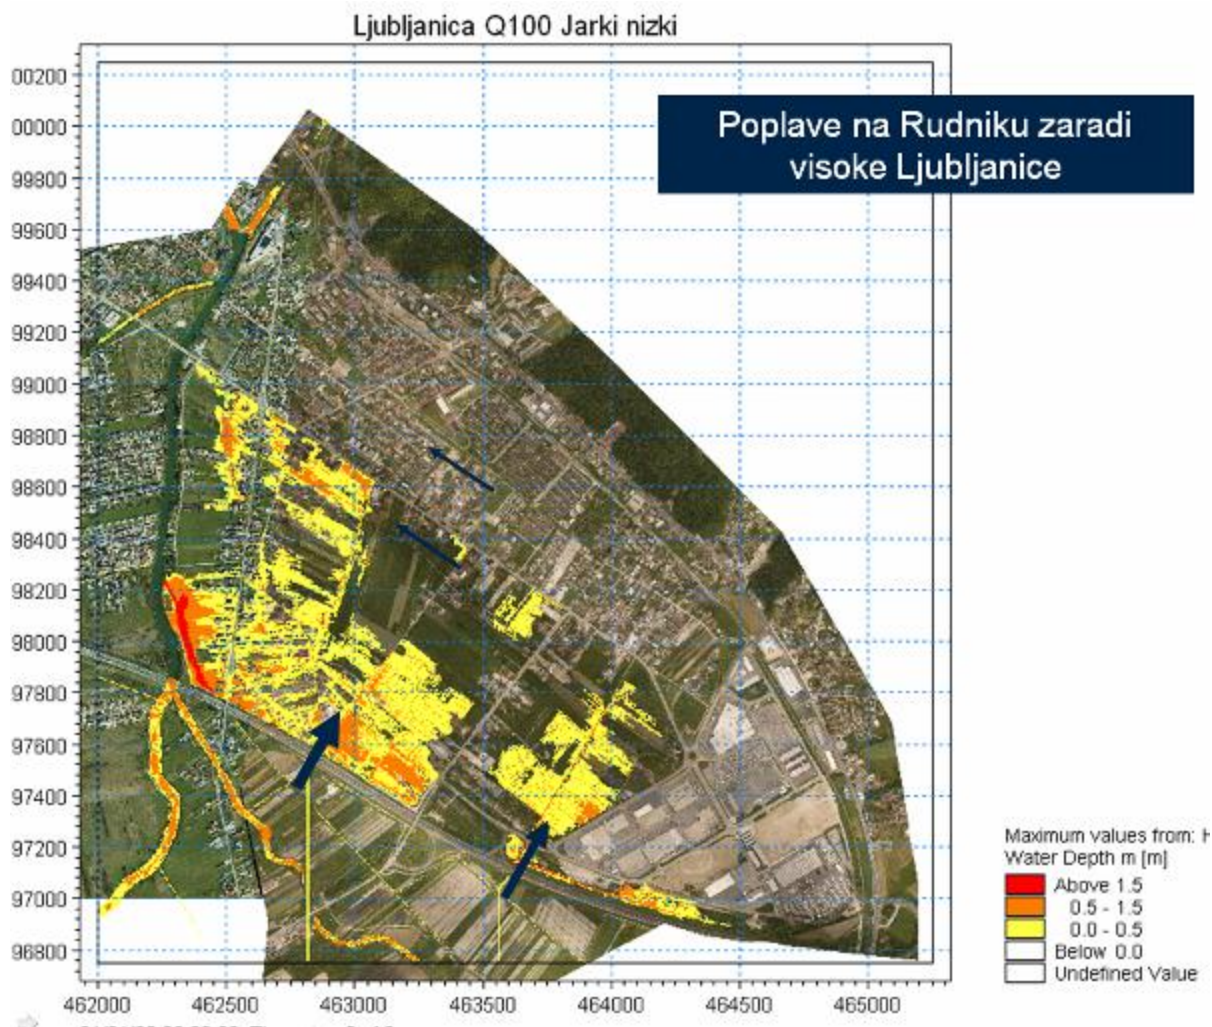 Ljubljanica Q100 Jarki nizki
Poplave na Rudniku zaradi
visoke Ljubljanice
00200
00000
99800
99600
99400
99200
99000
98800
98600
98400
98200
98000
97800
97600
97400
97200
97000
96800
462000 462500 463000 463500 464000 464500 465000
Maximum values from: H
Water Depth m [m]
Above 1.5
0.5 - 1.5
0.0 - 0.5
Below 0.0
Undefined Value